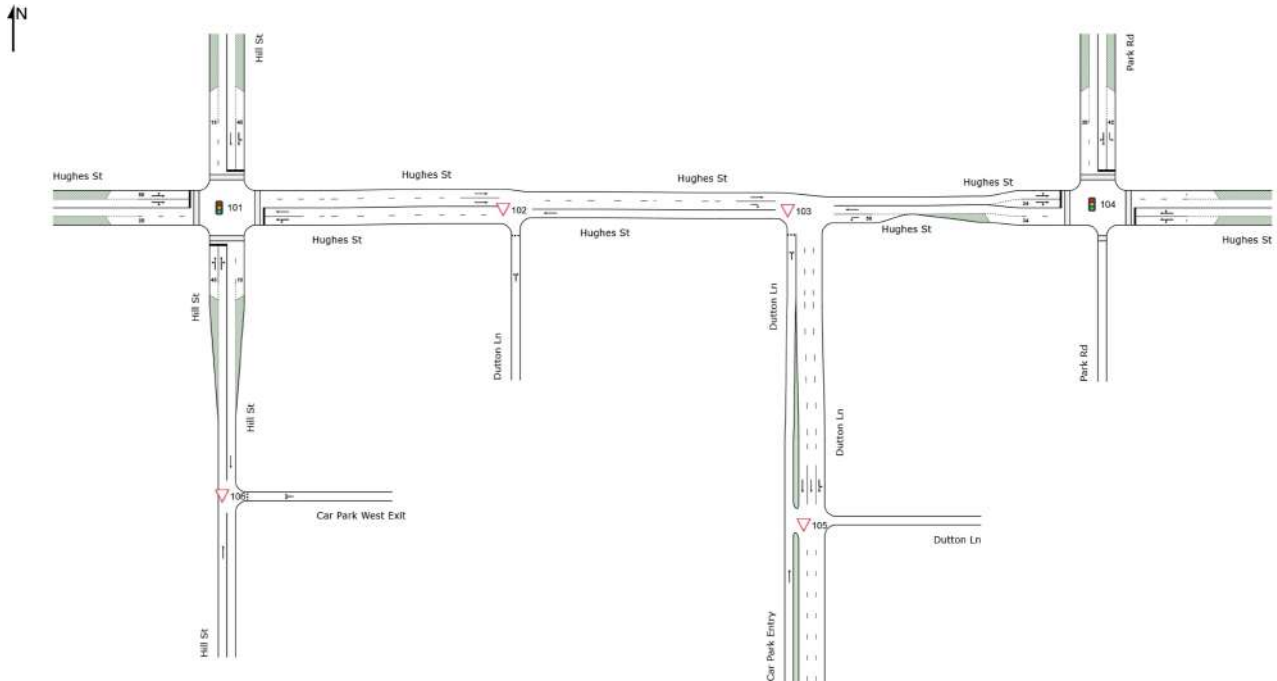 N
Hill St
Park Rd
Hughes St
Hughes St
Hughes St
Hughes St
101
102
103
104
Hughes St
Hughes St
Hughes St
Hughes St
Hill St
Dutton Ln
Dutton Ln
Park Rd
Hill St
Dutton Ln
106
Car Park West Exit
105
Dutton Ln
Hill St
Car Park Entry